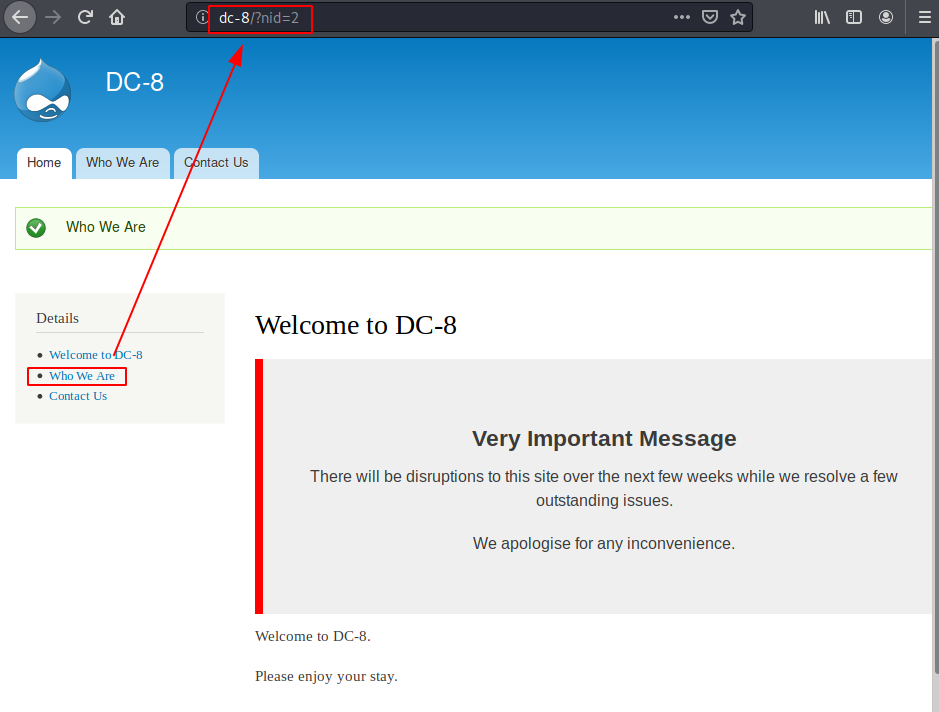 dc-8/?nid=2
DC-8
Home Who We Are Contact Us
Who We Are
Details
Welcome to DC-8
Who We Are
Contact Us
Welcome to DC-8
Very Important Message
There will be disruptions to this site over the next few weeks while we resolve a few
outstanding issues.
We apologise for any inconvenience.
Welcome to DC-8.
Please enjoy your stay.